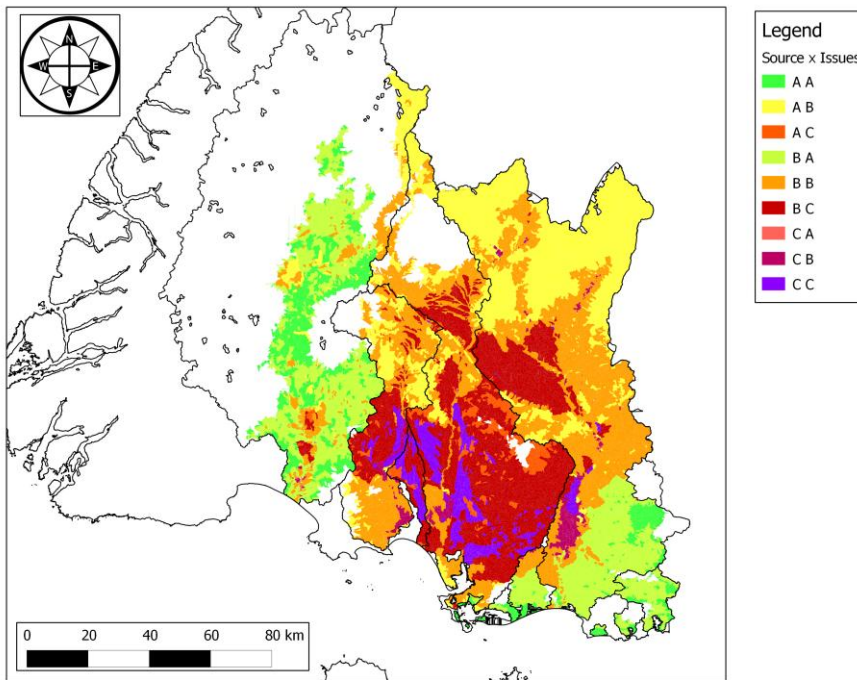 N
W E
S
Legend
Source x Issues
A A
A B
A C
B A
B B
B C
C A
C B
C C
0 20 40 60 80 km